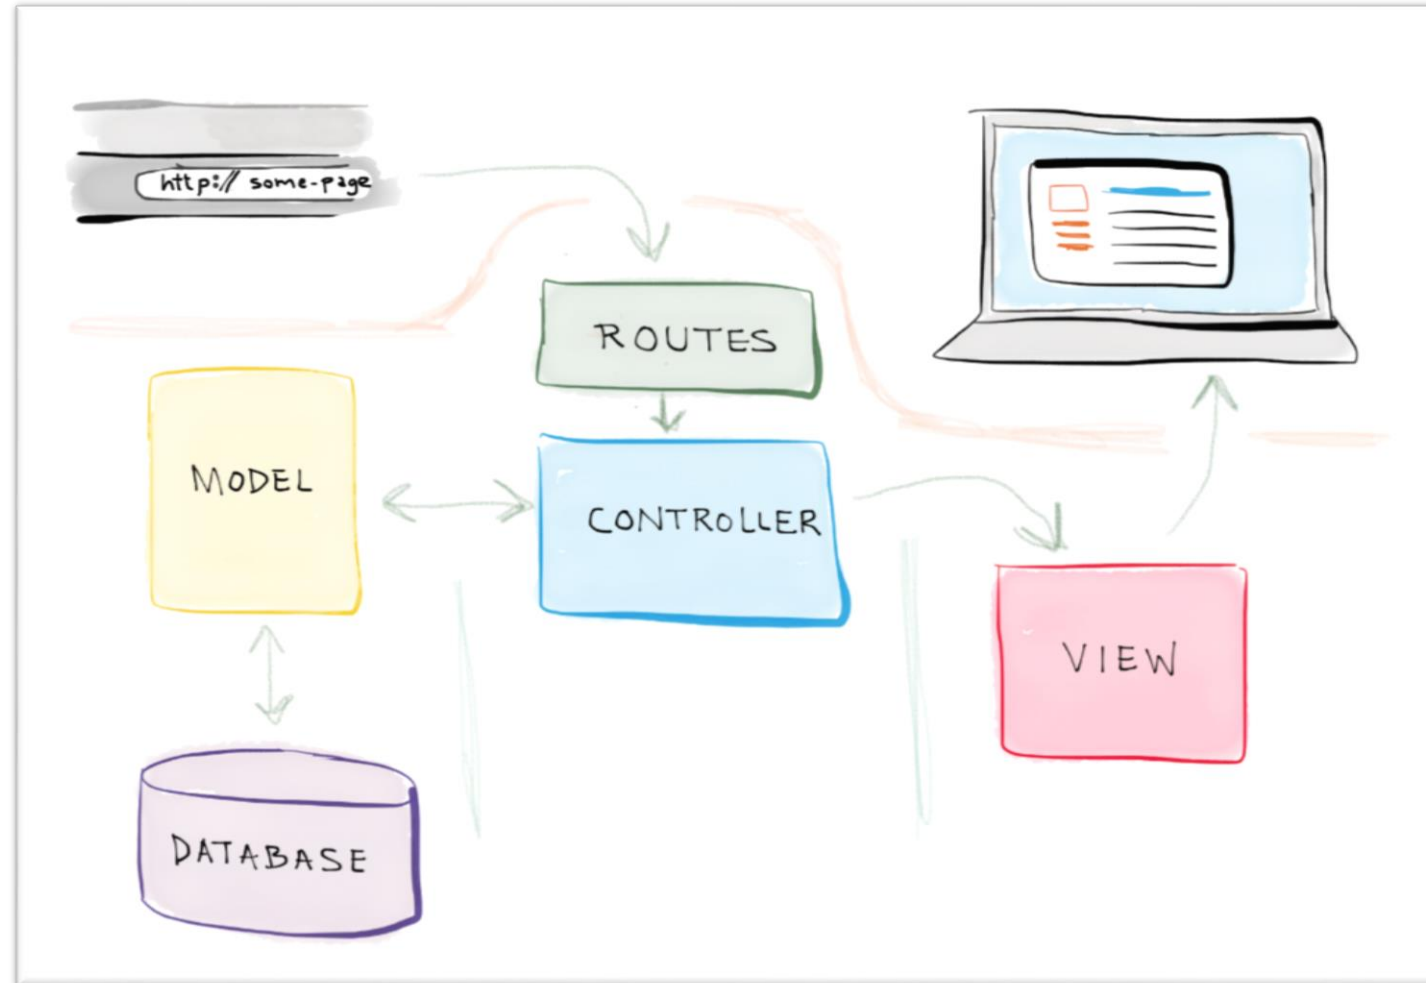 http:// some-page
ROUTES
MODEL
CONTROLLER
VIEW
DATABASE